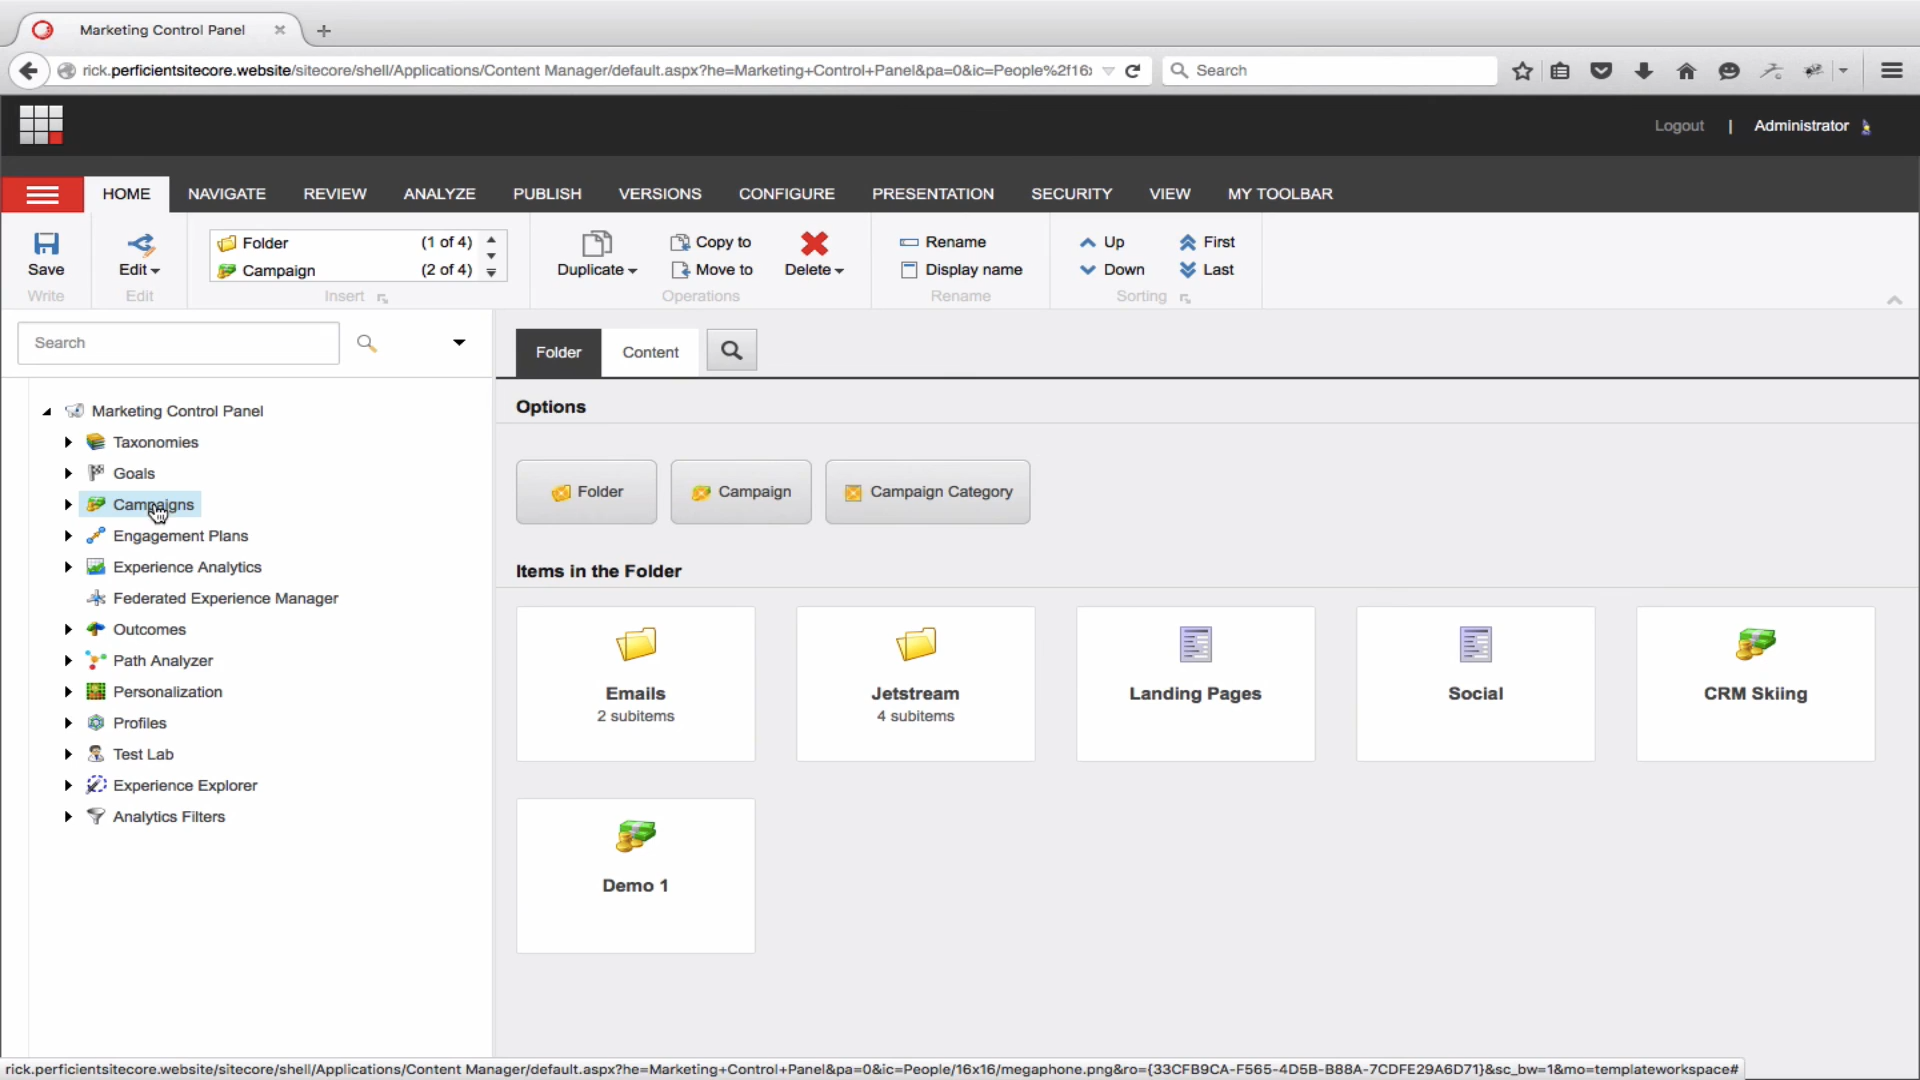 Marketing Control Panel
rick.perficientsitecore.website/sitecore/shell/Applications/Content Manager/default.aspx?he=Marketing+Control+Panel&pa=0&ic=People%2f16x
Search
Logout | Administrator
HOME NAVIGATE REVIEW ANALYZE PUBLISH VERSIONS CONFIGURE PRESENTATION SECURITY VIEW MY TOOLBAR
Folder (1 of 4) Copy to Rename Up First
Save Edit Campaign (2 of 4) Duplicate Move to Delete Display name Down Last
Write Edit Insert Operations Rename Sorting
Search
Folder Content
Marketing Control Panel
Taxonomies
Goals
Campaigns
Engagement Plans
Experience Analytics
Federated Experience Manager
Outcomes
Path Analyzer
Personalization
Profiles
Test Lab
Experience Explorer
Analytics Filters
Options
Folder Campaign Campaign Category
Items in the Folder
Emails
2 subitems
Jetstream
4 subitems
Landing Pages
Social
CRM Skiing
Demo 1
rick.perficientsitecore.website/sitecore/shell/Applications/Content Manager/default.aspx?he=Marketing+Control+Panel&pa=0&ic=People/16x16/megaphone.png&ro={33CFB9CA-F565-4D5B-B88A-7CDFE29A6D71}&sc_bw=1&mo=templateworkspace#